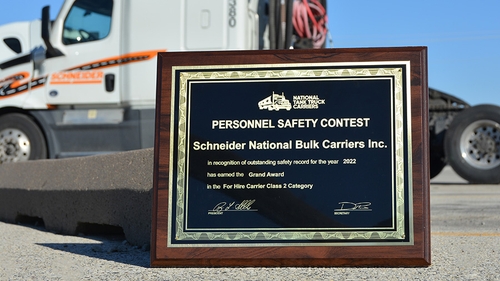 SCHNEIDER
NATIONAL
TANK TRUCK
CARRIERS
PERSONNEL SAFETY CONTEST
Schneider National Bulk Carriers Inc.
in recognition of outstanding safety record for the year 2022
has earned the Grand Award
in the For Hire Carrier Class 2 Category
PRESIDENT SECRETARY